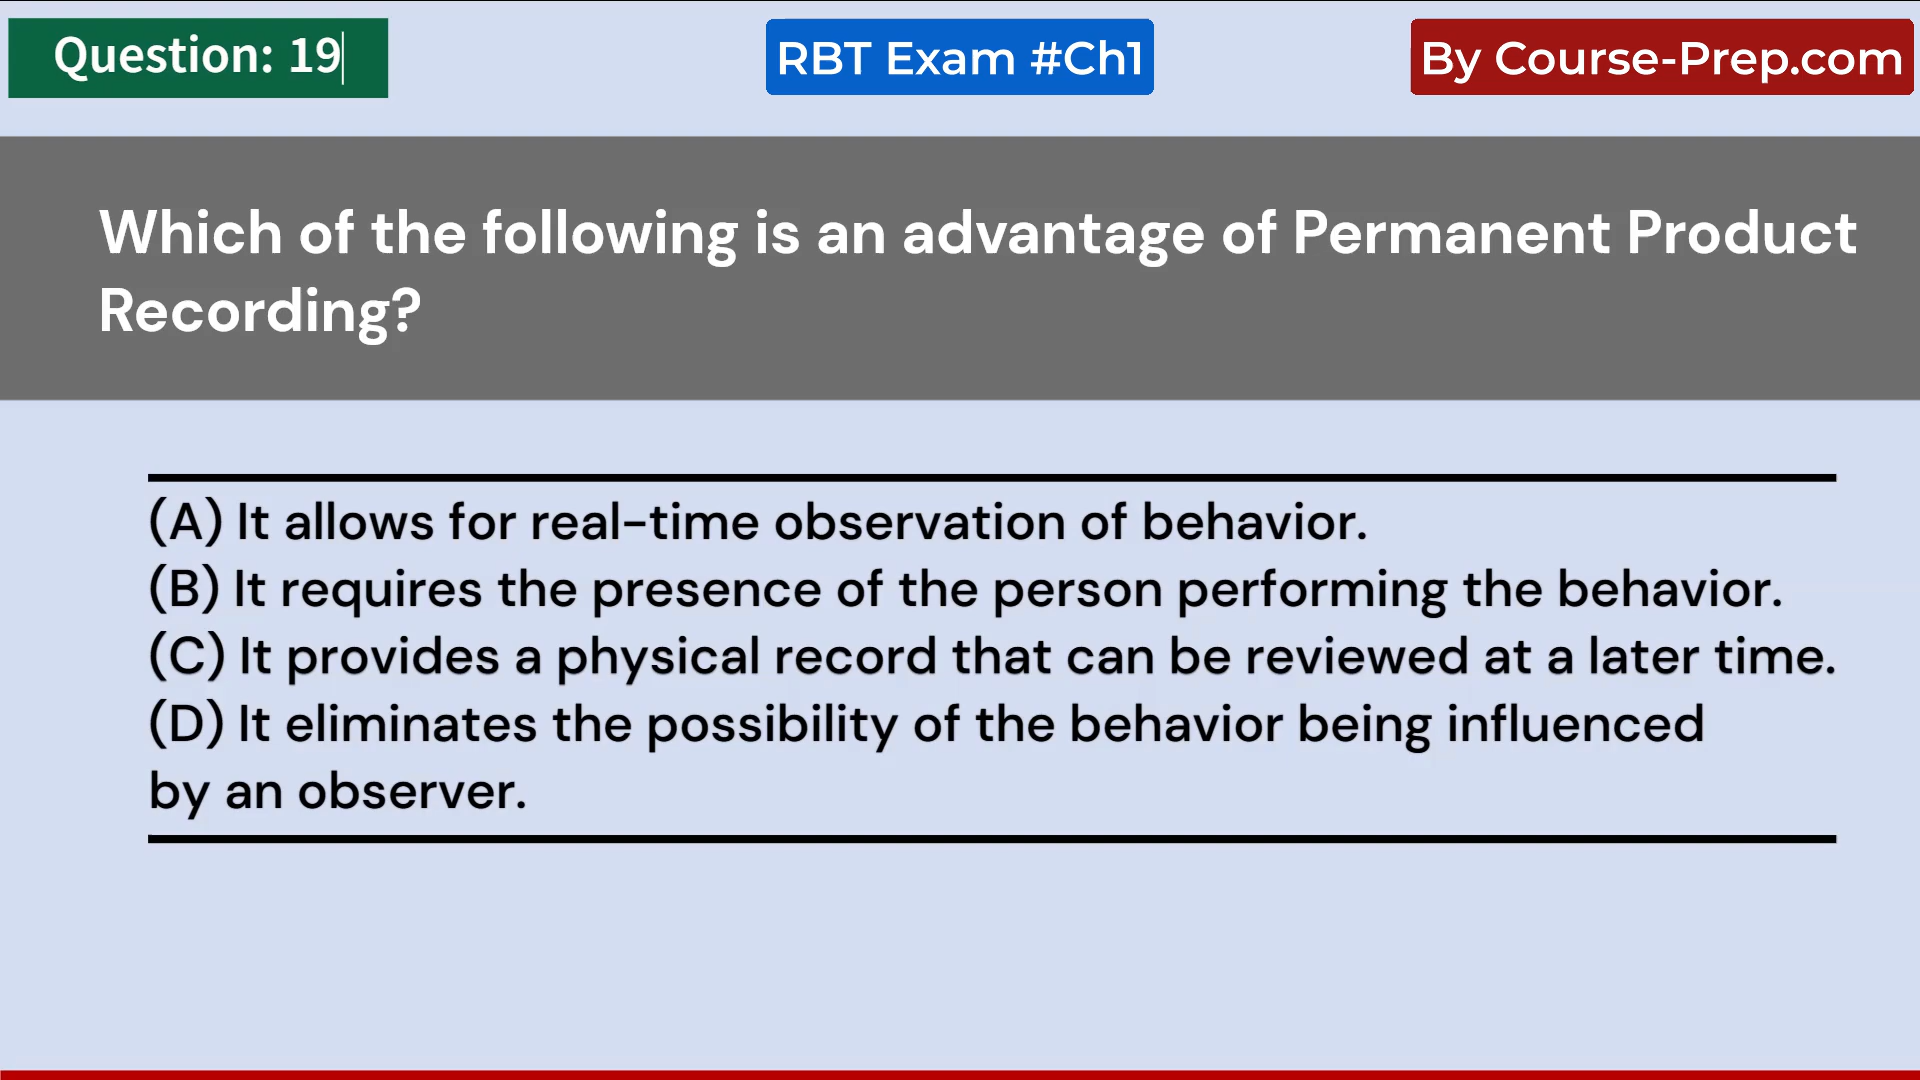 Question: 19
RBT Exam #Ch1
By Course-Prep.com
Which of the following is an advantage of Permanent Product
Recording?
(A) It allows for real-time observation of behavior.
(B) It requires the presence of the person performing the behavior.
(C) It provides a physical record that can be reviewed at a later time.
(D) It eliminates the possibility of the behavior being influenced
by an observer.